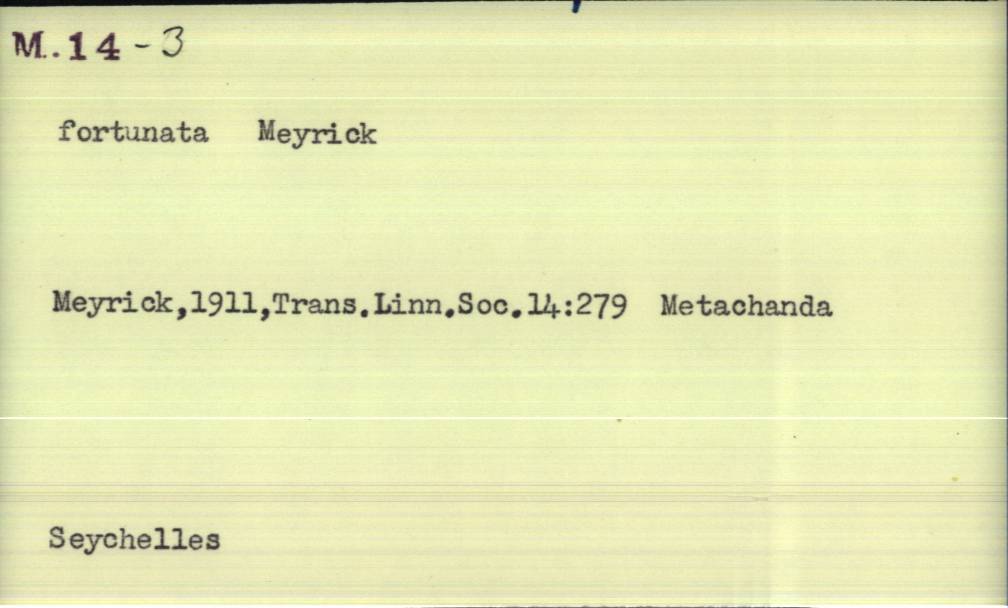 M.14-3
fortunata Meyrick
Meyrick,1911,Trans.Linn.Soc.14:279 Metachanda
Seychelles